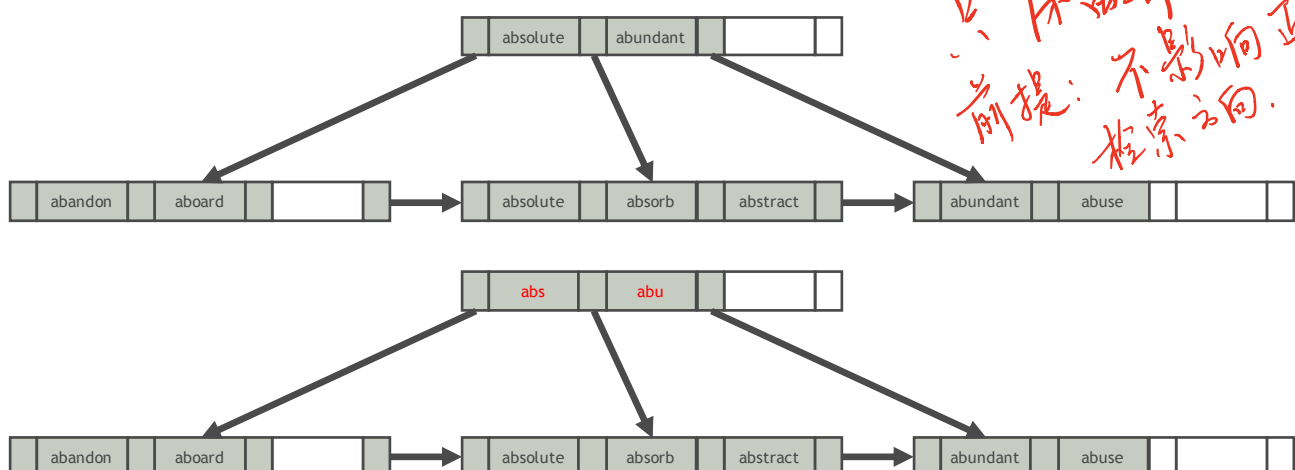 absolute abundant
前提: 不影响
检索方向.
abandon aboard absolute absorb abstract abundant abuse
abs abu
abandon aboard absolute absorb abstract abundant abuse